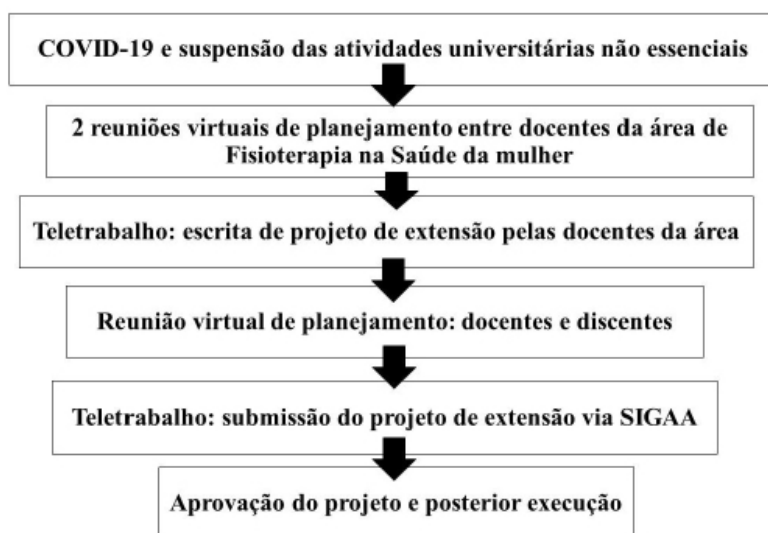 COVID-19 e suspensão das atividades universitárias não essenciais
2 reuniões virtuais de planejamento entre docentes da área de
Fisioterapia na Saúde da mulher
Teletrabalho: escrita de projeto de extensão pelas docentes da área
Reunião virtual de planejamento: docentes e discentes
Teletrabalho: submissão do projeto de extensão via SIGAA
Aprovação do projeto e posterior execução